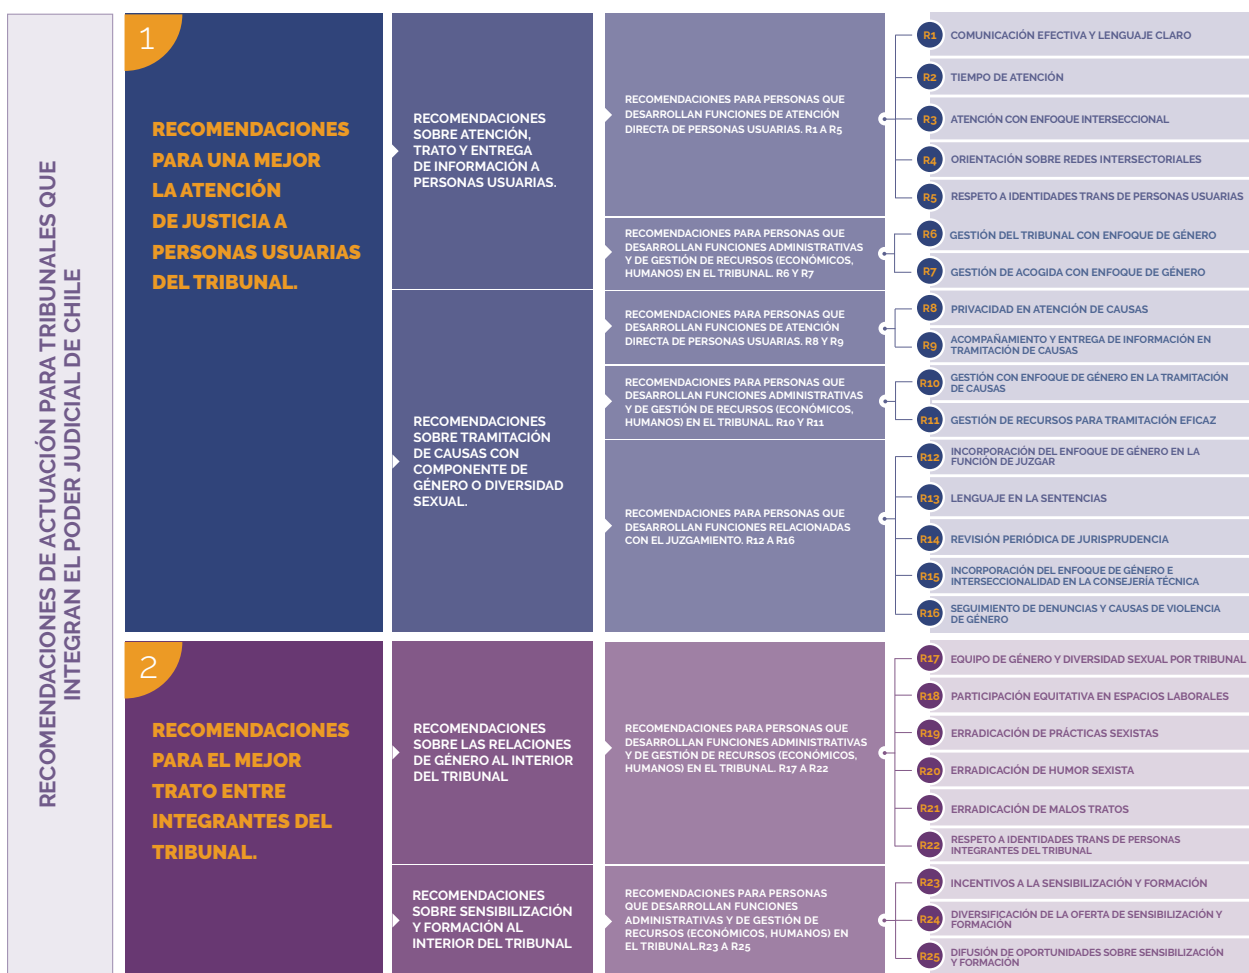 RECOMENDACIONES DE ACTUACIÓN PARA TRIBUNALES QUE
INTEGRAN EL PODER JUDICIAL DE CHILE
1
RECOMENDACIONES
PARA UNA MEJOR
LA ATENCIÓN
DE JUSTICIA A
PERSONAS USUARIAS
DEL TRIBUNAL.
RECOMENDACIONES
SOBRE ATENCIÓN,
TRATO Y ENTREGA
DE INFORMACIÓN A
PERSONAS USUARIAS.
RECOMENDACIONES PARA PERSONAS QUE
DESARROLLAN FUNCIONES DE ATENCIÓN
DIRECTA DE PERSONAS USUARIAS. R1 A R5
R1 COMUNICACIÓN EFECTIVA Y LENGUAJE CLARO
R2 TIEMPO DE ATENCIÓN
R3 ATENCIÓN CON ENFOQUE INTERSECCIONAL
R4 ORIENTACIÓN SOBRE REDES INTERSECTORIALES
R5 RESPETO A IDENTIDADES TRANS DE PERSONAS USUARIAS
RECOMENDACIONES PARA PERSONAS QUE
DESARROLLAN FUNCIONES ADMINISTRATIVAS
Y DE GESTIÓN DE RECURSOS (ECONÓMICOS,
HUMANOS) EN EL TRIBUNAL. R6 Y R7
R6 GESTIÓN DEL TRIBUNAL CON ENFOQUE DE GÉNERO
R7 GESTIÓN DE ACOGIDA CON ENFOQUE DE GÉNERO
RECOMENDACIONES
SOBRE TRAMITACIÓN
DE CAUSAS CON
COMPONENTE DE
GÉNERO O DIVERSIDAD
SEXUAL.
RECOMENDACIONES PARA PERSONAS QUE
DESARROLLAN FUNCIONES DE ATENCIÓN
DIRECTA DE PERSONAS USUARIAS. R8 Y R9
R8 PRIVACIDAD EN ATENCIÓN DE CAUSAS
R9 ACOMPAÑAMIENTO Y ENTREGA DE INFORMACIÓN EN
TRAMITACIÓN DE CAUSAS
RECOMENDACIONES PARA PERSONAS QUE
DESARROLLAN FUNCIONES ADMINISTRATIVAS
Y DE GESTIÓN DE RECURSOS (ECONÓMICOS,
HUMANOS) EN EL TRIBUNAL. R10 Y R11
R10 GESTIÓN CON ENFOQUE DE GÉNERO EN LA TRAMITACIÓN
DE CAUSAS
R11 GESTIÓN DE RECURSOS PARA TRAMITACIÓN EFICAZ
RECOMENDACIONES PARA PERSONAS QUE
DESARROLLAN FUNCIONES RELACIONADAS
CON EL JUZGAMIENTO. R12 A R16
R12 INCORPORACIÓN DEL ENFOQUE DE GÉNERO EN LA
FUNCIÓN DE JUZGAR
R13 LENGUAJE EN LA SENTENCIAS
R14 REVISIÓN PERIÓDICA DE JURISPRUDENCIA
R15 INCORPORACIÓN DEL ENFOQUE DE GÉNERO E
INTERSECCIONALIDAD EN LA CONSEJERÍA TÉCNICA
R16 SEGUIMIENTO DE DENUNCIAS Y CAUSAS DE VIOLENCIA
DE GÉNERO
2
RECOMENDACIONES
PARA EL MEJOR
TRATO ENTRE
INTEGRANTES DEL
TRIBUNAL.
RECOMENDACIONES
SOBRE LAS RELACIONES
DE GÉNERO AL INTERIOR
DEL TRIBUNAL
RECOMENDACIONES PARA PERSONAS QUE
DESARROLLAN FUNCIONES ADMINISTRATIVAS
Y DE GESTIÓN DE RECURSOS (ECONÓMICOS,
HUMANOS) EN EL TRIBUNAL. R17 A R22
R17 EQUIPO DE GÉNERO Y DIVERSIDAD SEXUAL POR TRIBUNAL
R18 PARTICIPACIÓN EQUITATIVA EN ESPACIOS LABORALES
R19 ERRADICACIÓN DE PRÁCTICAS SEXISTAS
R20 ERRADICACIÓN DE HUMOR SEXISTA
R21 ERRADICACIÓN DE MALOS TRATOS
R22 RESPETO A IDENTIDADES TRANS DE PERSONAS
INTEGRANTES DEL TRIBUNAL
RECOMENDACIONES
SOBRE SENSIBILIZACIÓN
Y FORMACIÓN AL
INTERIOR DEL TRIBUNAL
RECOMENDACIONES PARA PERSONAS
QUE DESARROLLAN FUNCIONES
ADMINISTRATIVAS Y DE GESTIÓN DE
RECURSOS (ECONÓMICOS, HUMANOS) EN
EL TRIBUNAL.R23 A R25
R23 INCENTIVOS A LA SENSIBILIZACIÓN Y FORMACIÓN
R24 DIVERSIFICACIÓN DE LA OFERTA DE SENSIBILIZACIÓN Y
FORMACIÓN
R25 DIFUSIÓN DE OPORTUNIDADES SOBRE SENSIBILIZACIÓN
Y FORMACIÓN